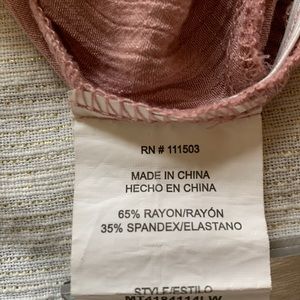 RN # 111503
MADE IN CHINA
HECHO EN CHINA
65% RAYON/RAYÓN
35% SPANDEX/ELASTANO
STYLE/ESTILO